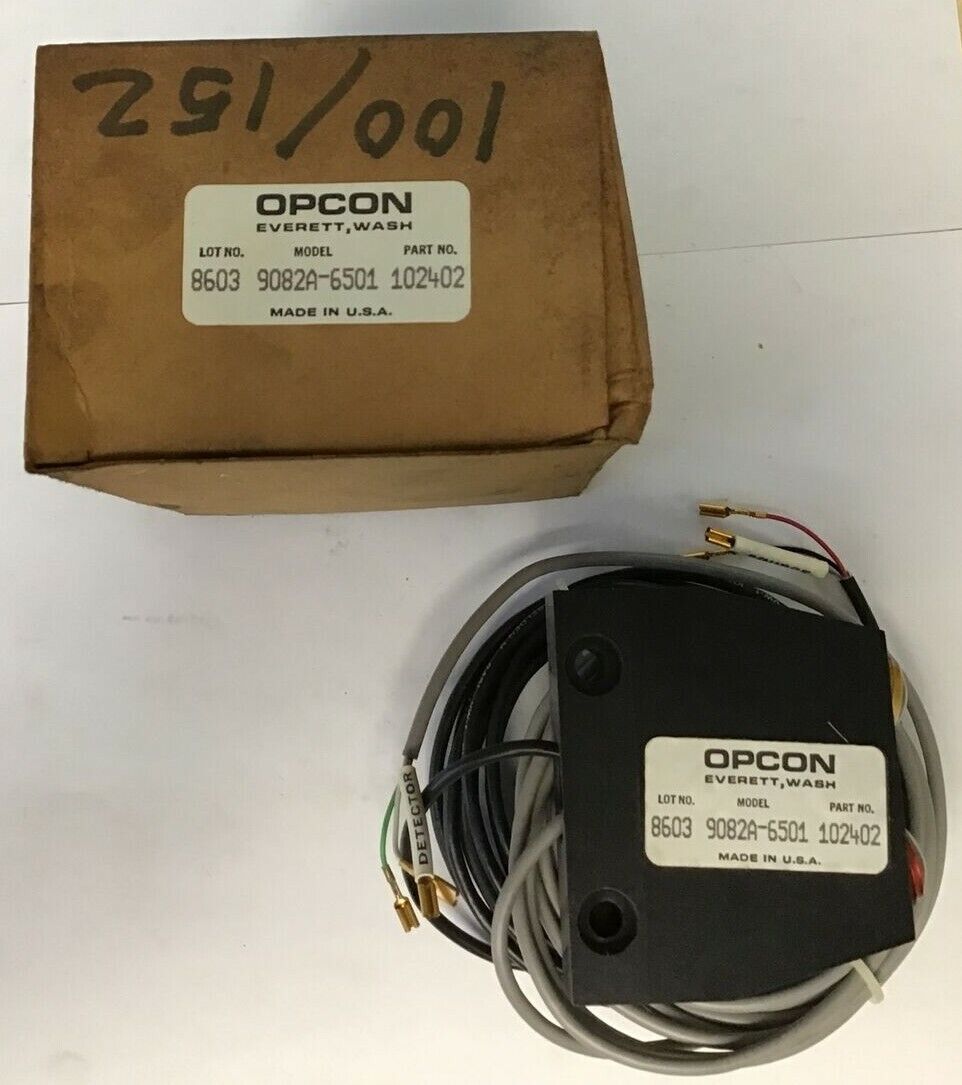 251/001
OPCON
EVERETT, WASH
LOT NO. MODEL PART NO.
8603 9082A-6501 102402
MADE IN U.S.A.
SOURCE
DETECTOR
OPCON
EVERETT, WASH
LOT NO. MODEL PART NO.
8603 9082A-6501 102402
MADE IN U.S.A.